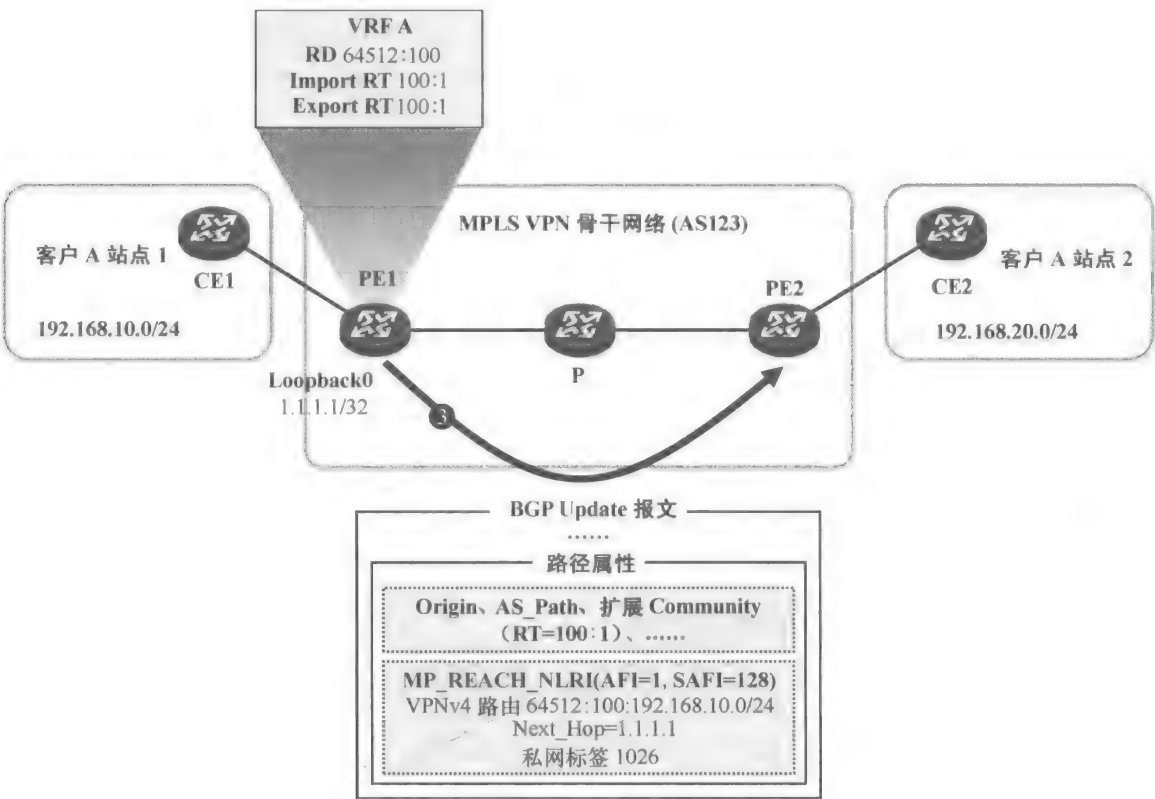 VRF A
RD 64512:100
Import RT 100:1
Export RT 100:1
MPLS VPN 骨干网络 (AS123)
客户 A 站点 1
CE1
192.168.10.0/24
PE1
Loopback0
1.1.1.1/32
P
PE2
CE2
客户 A 站点 2
192.168.20.0/24
3
BGP Update 报文
……
路径属性
Origin、AS_Path、扩展 Community
（RT=100:1）、……
MP_REACH_NLRI(AFI=1, SAFI=128)
VPNv4 路由 64512:100:192.168.10.0/24
Next_Hop=1.1.1.1
私网标签 1026